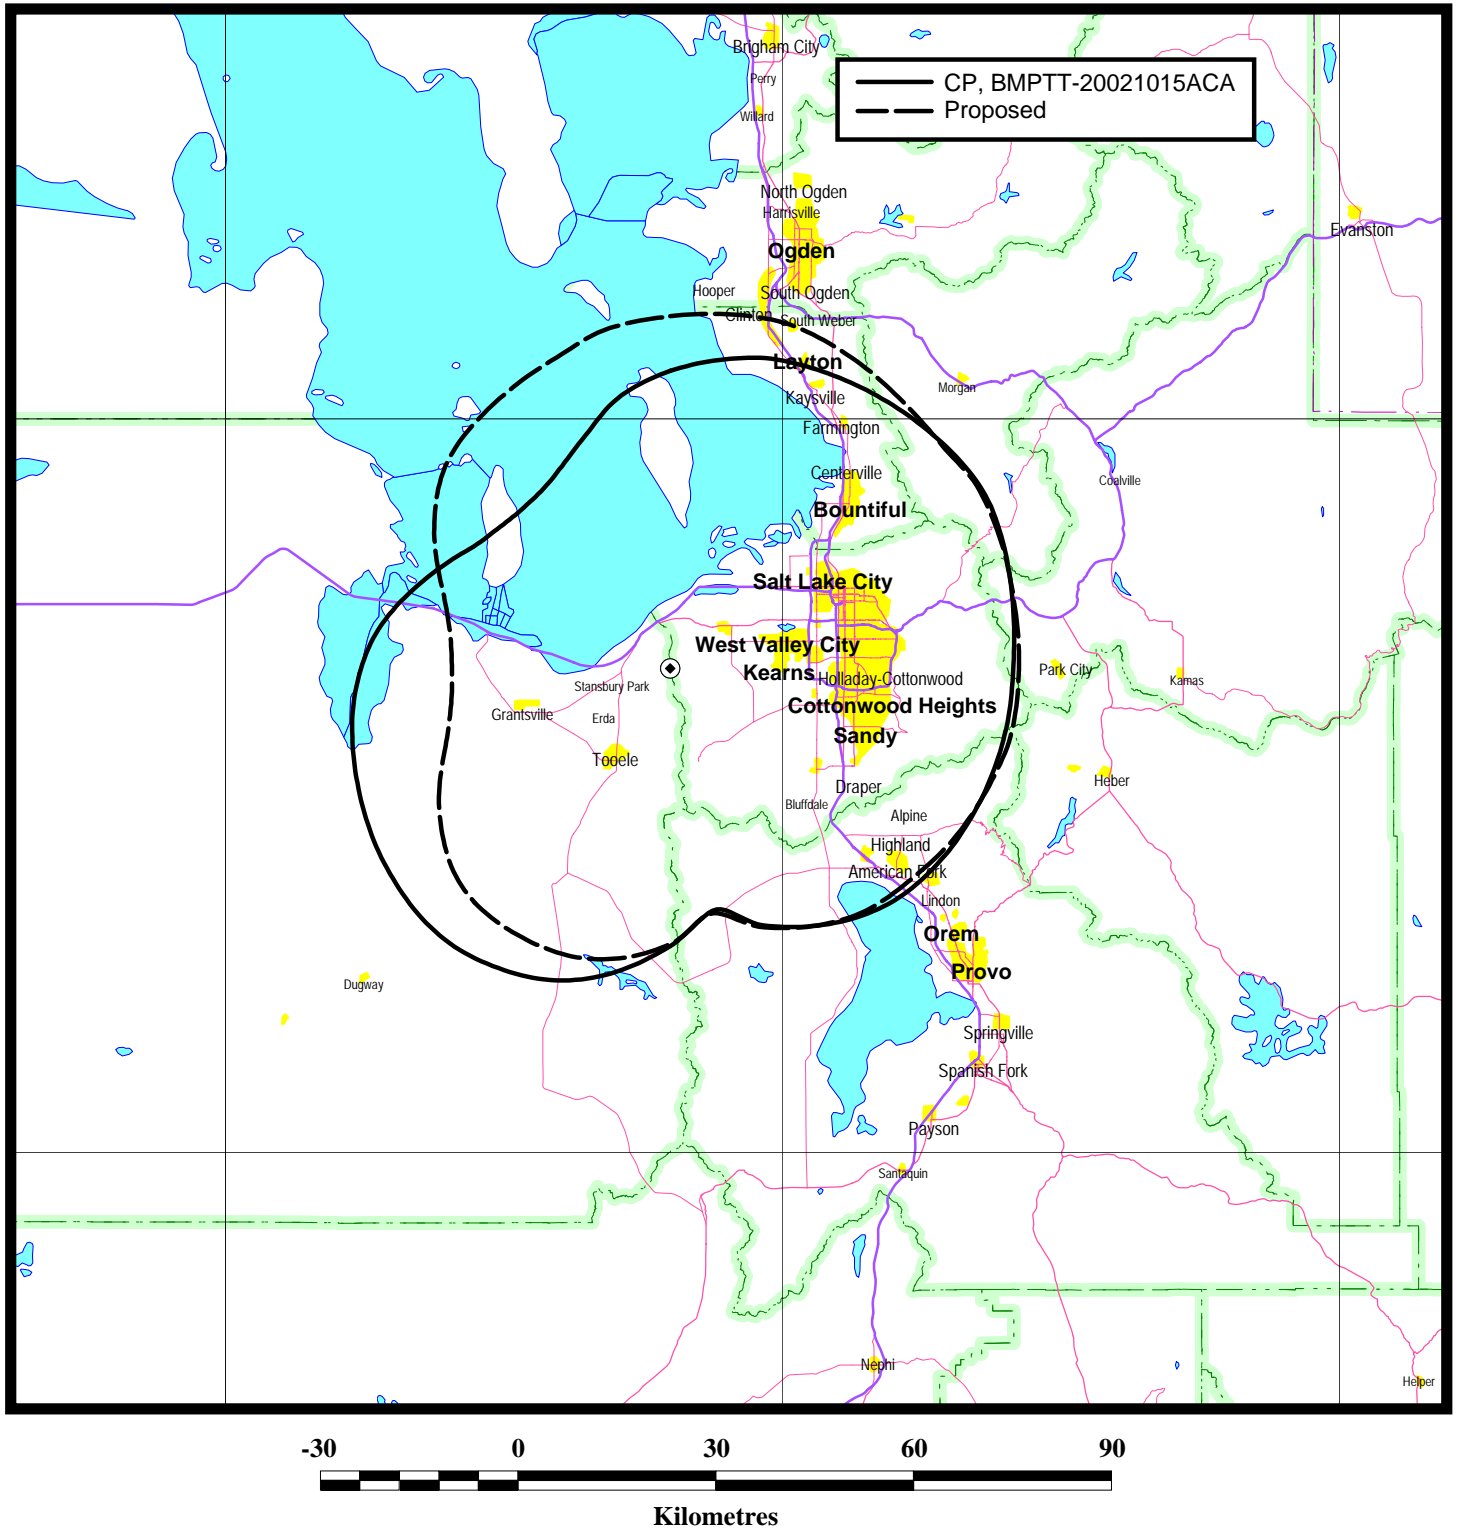 Brigham City
Perry
Willard
CP, BMPTT-20021015ACA
Proposed
North Ogden
Harrisville
Evanston
Ogden
Hooper
South Ogden
Clinton
South Weber
Layton
Morgan
Kaysville
Farmington
Centerville
Coalville
Bountiful
Salt Lake City
West Valley City
Kearns
Holladay-Cottonwood
Park City
Kamas
Stansbury Park
Grantsville
Erda
Cottonwood Heights
Sandy
Tooele
Draper
Heber
Bluffdale
Alpine
Highland
American Fork
Lindon
Orem
Provo
Dugway
Springville
Spanish Fork
Payson
Santaquin
Nephi
Helper
-30 0 30 60 90
Kilometres